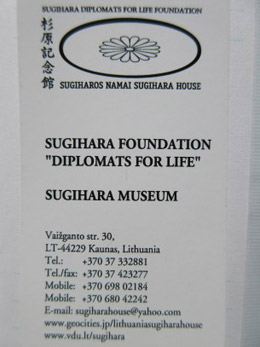 SUGIHARA DIPLOMATS FOR LIFE FOUNDATION
杉原記念館
SUGIHAROS NAMAI SUGIHARA HOUSE
SUGIHARA FOUNDATION
"DIPLOMATS FOR LIFE"
SUGIHARA MUSEUM
Vaižganto str. 30,
LT-44229 Kaunas, Lithuania
Tel.: +370 37 332881
Tel./fax: +370 37 423277
Mobile: +370 698 02184
Mobile: +370 680 42242
E-mail: sugiharahouse@yahoo.com
www.geocities.jp/lithuaniasugiharahouse
www.vdu.lt/sugihara